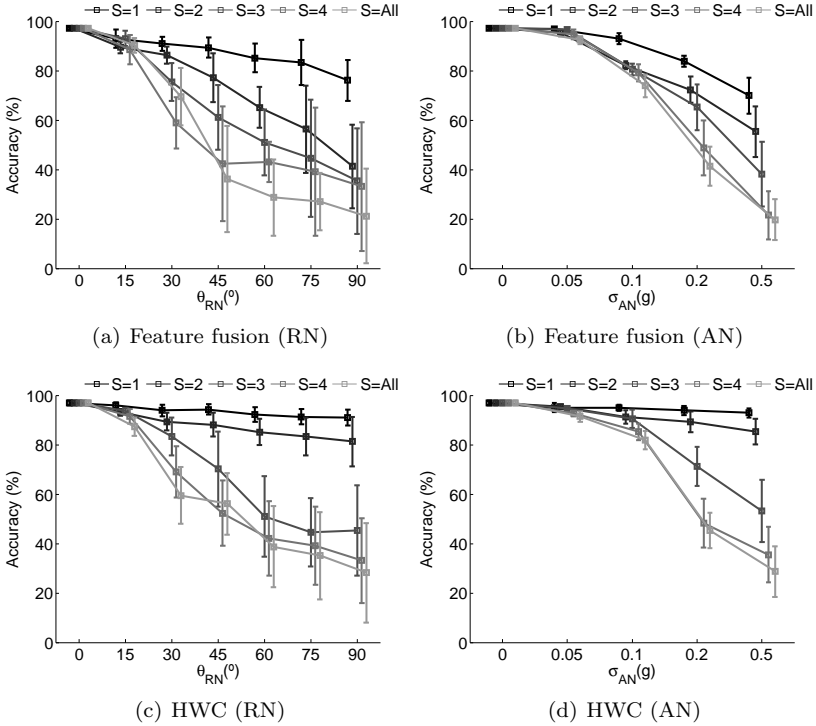 S=1 S=2 S=3 S=4 S=All
100
80
60
40
20
0
Accuracy (%)
0 15 30 45 60 75 90
θRN(º)
(a) Feature fusion (RN)
S=1 S=2 S=3 S=4 S=All
100
80
60
40
20
0
Accuracy (%)
0 0.05 0.1 0.2 0.5
σAN(g)
(b) Feature fusion (AN)
S=1 S=2 S=3 S=4 S=All
100
80
60
40
20
0
Accuracy (%)
0 15 30 45 60 75 90
θRN(º)
(c) HWC (RN)
S=1 S=2 S=3 S=4 S=All
100
80
60
40
20
0
Accuracy (%)
0 0.05 0.1 0.2 0.5
σAN(g)
(d) HWC (AN)